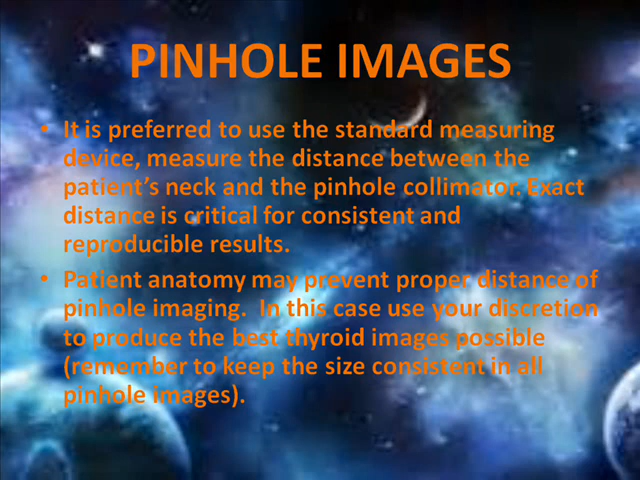 PINHOLE IMAGES
• It is preferred to use the standard measuring
device, measure the distance between the
patient's neck and the pinhole collimator. Exact
distance is critical for consistent and
reproducible results.
• Patient anatomy may prevent proper distance of
pinhole imaging.  In this case use your discretion
to produce the best thyroid images possible
(remember to keep the size consistent in all
pinhole images).